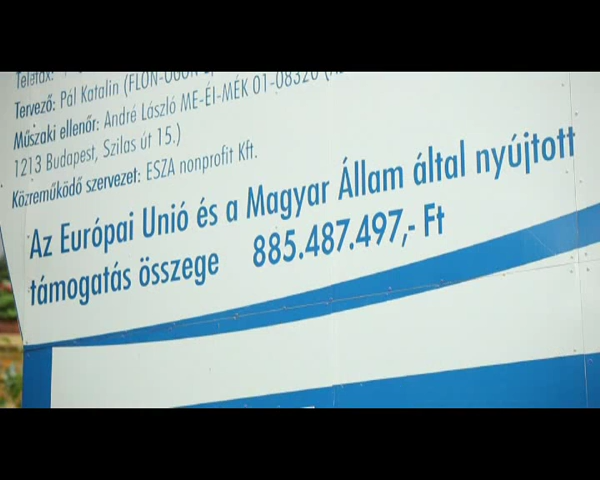 Telefax:
Tervező: Pál Katalin
Műszaki ellenőr: André László ME-ÉI-MÉK 01-08320
1213 Budapest, Szilas út 15.)
Közreműködő szervezet: ESZA nonprofit Kft.
Az Európai Unió és a Magyar Állam által nyújtott
támogatás összege 885.487.497,- Ft